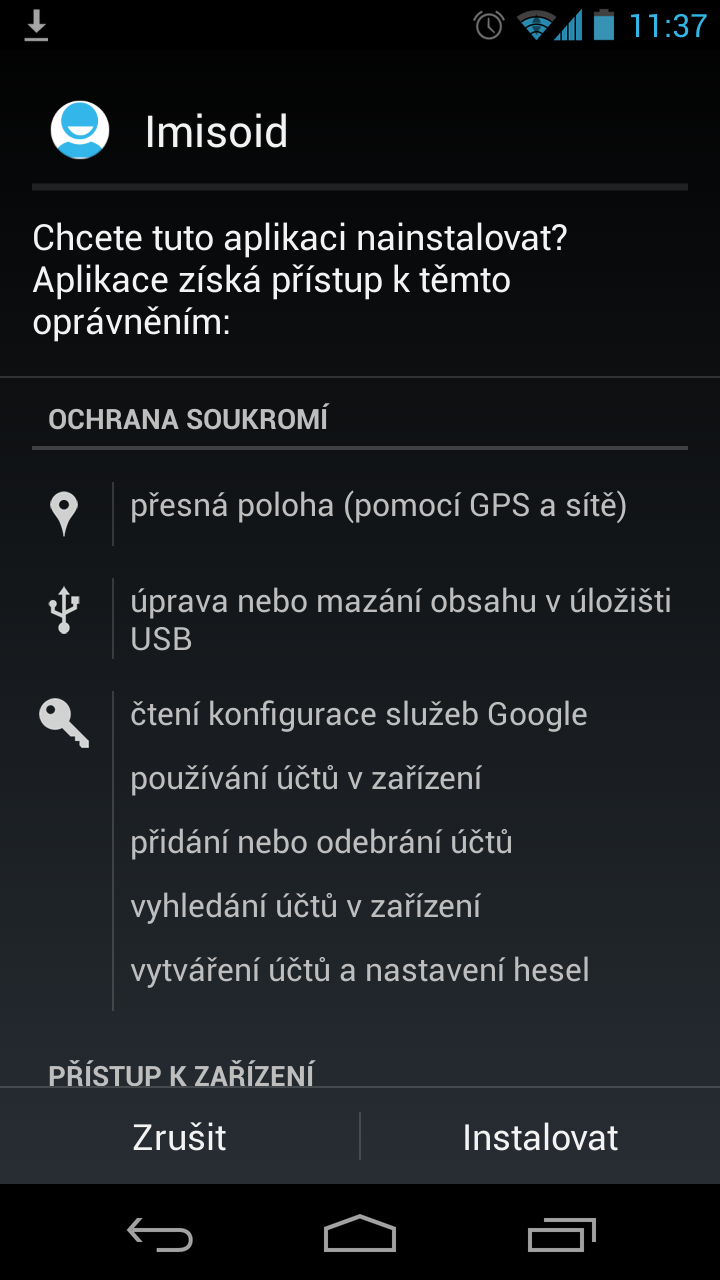 11:37
Imisoid
Chcete tuto aplikaci nainstalovat?
Aplikace získá přístup k těmto
oprávněním:
OCHRANA SOUKROMÍ
přesná poloha (pomocí GPS a sítě)
úprava nebo mazání obsahu v úložišti
USB
čtení konfigurace služeb Google
používání účtů v zařízení
přidání nebo odebrání účtů
vyhledání účtů v zařízení
vytváření účtů a nastavení hesel
PŘÍSTUP K ZAŘÍZENÍ
Zrušit
Instalovat